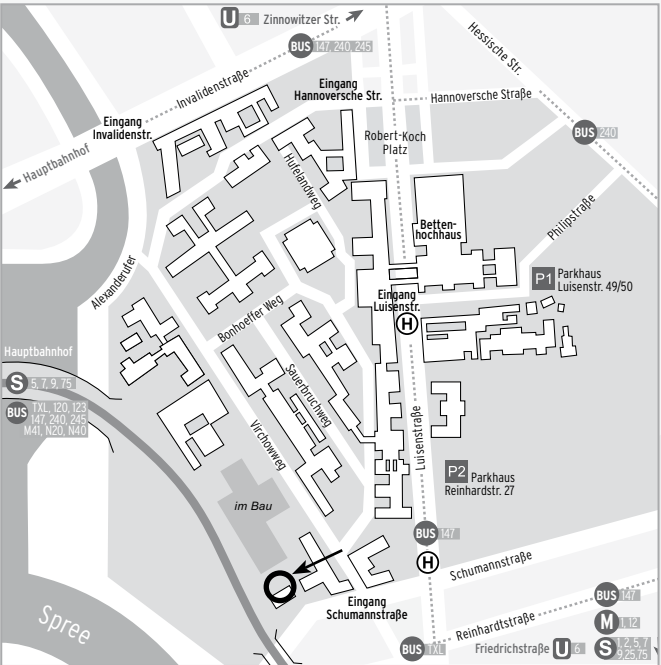 U 6 Zinnowitzer Str.
BUS 147, 240, 245
Hessische Str.
Invalidenstraße
Eingang
Hannoversche Str.
Hannoversche Straße
Eingang
Invalidenstr.
Robert-Koch
Platz
BUS 240
Hauptbahnhof
Hufelandweg
Philipstraße
Betten-
hochhaus
Alexanderufer
P1 Parkhaus
Luisenstr. 49/50
Eingang
Luisenstr.
H
Bonhoeffer Weg
Hauptbahnhof
S 5, 7, 9, 75
BUS TXL, 120, 123
147, 240, 245
M41, N20, N40
Sauerbruchweg
Virchowweg
Luisenstraße
P2 Parkhaus
Reinhardstr. 27
im Bau
BUS 147
H
Schumannstraße
Eingang
Schumannstraße
BUS 147
Spree
M 1, 12
Reinhardtstraße
BUS TXL
Friedrichstraße U 6
S 1, 2, 5, 7
9,25,75